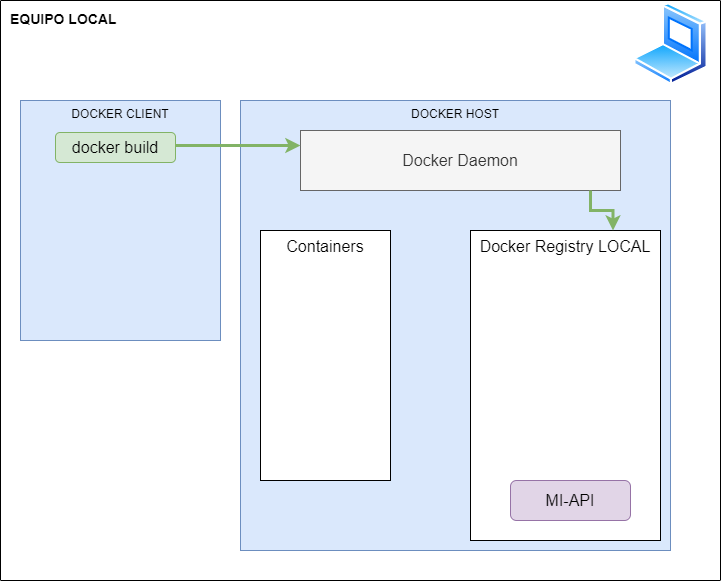 EQUIPO LOCAL
DOCKER CLIENT
DOCKER HOST
docker build
Docker Daemon
Containers
Docker Registry LOCAL
MI-API